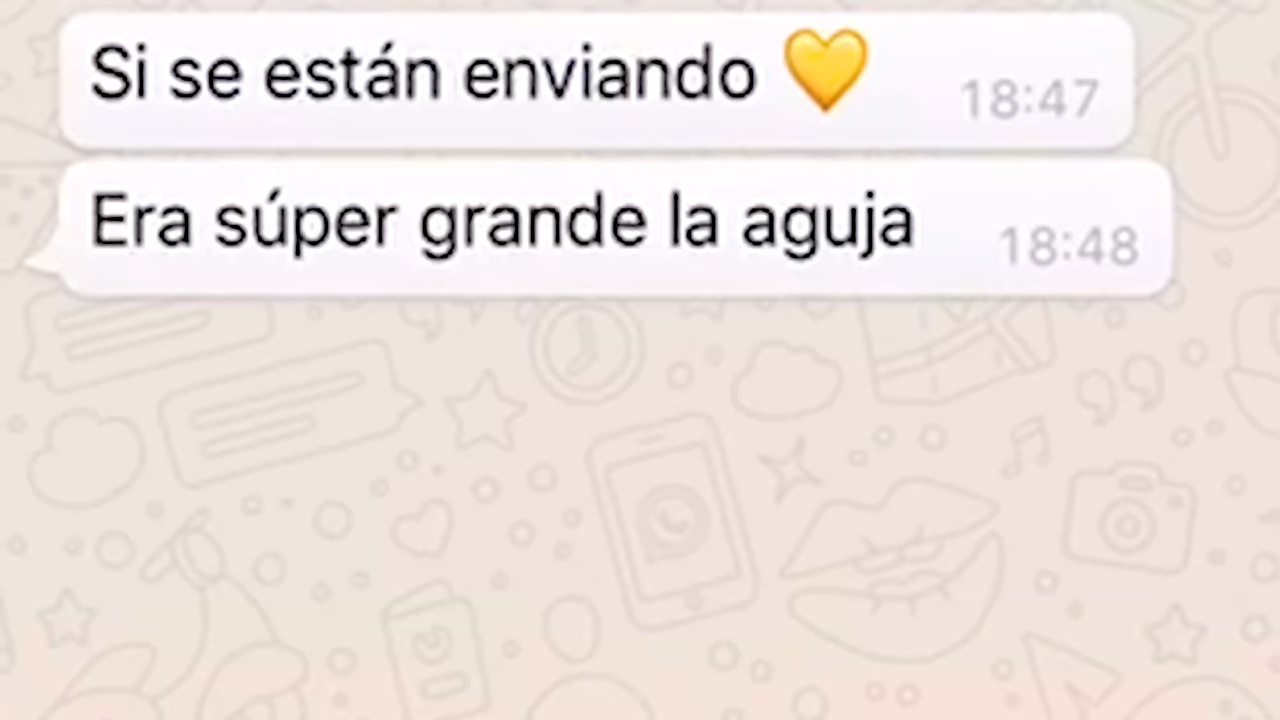 Si se están enviando 💛 18:47
Era súper grande la aguja 18:48